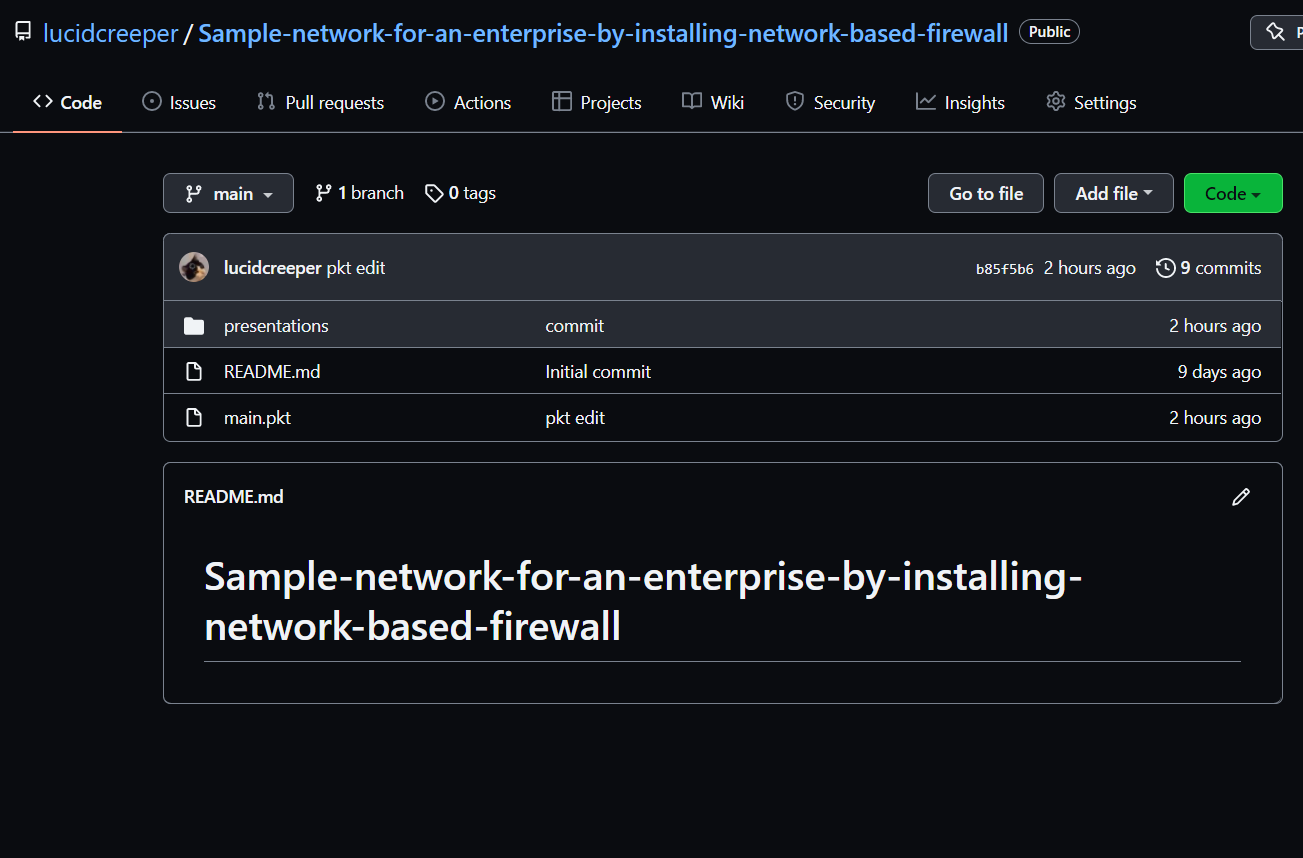 lucidcreeper / Sample-network-for-an-enterprise-by-installing-network-based-firewall Public
Code Issues Pull requests Actions Projects Wiki Security Insights Settings
main 1 branch 0 tags Go to file Add file Code
lucidcreeper pkt edit b85f5b6 2 hours ago 9 commits
presentations commit 2 hours ago
README.md Initial commit 9 days ago
main.pkt pkt edit 2 hours ago
README.md
Sample-network-for-an-enterprise-by-installing-
network-based-firewall